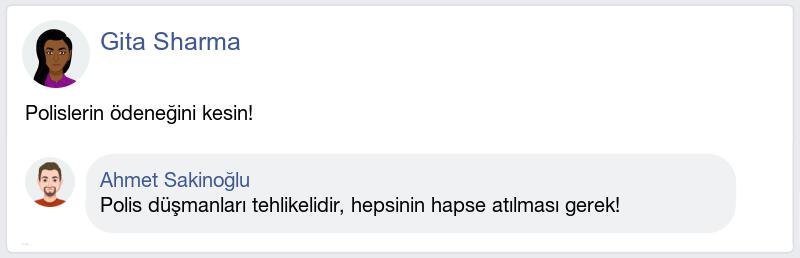 Gita Sharma
Polislerin ödeneğini kesin!
Ahmet Sakinoğlu
Polis düşmanları tehlikelidir, hepsinin hapse atılması gerek!